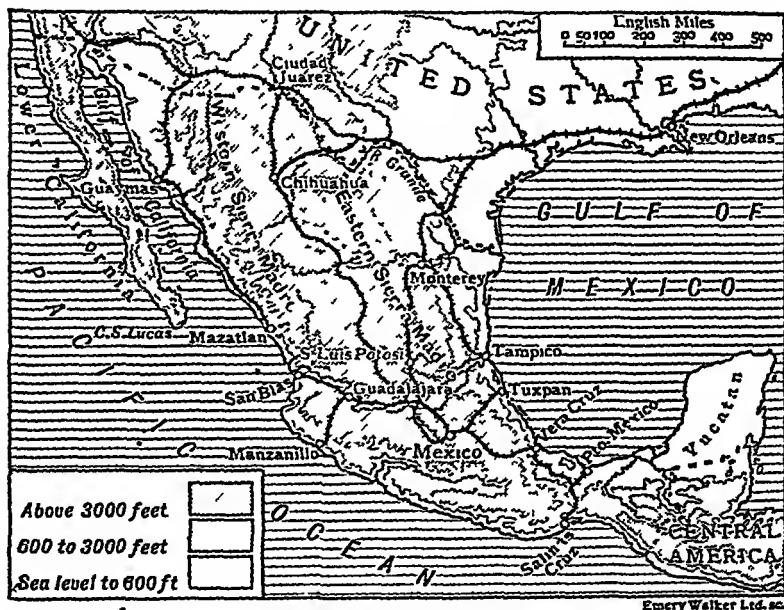 English Miles
0 50 100 200 300 400 500
UNITED STATES
Ciudad
Juarez
New Orleans
Lower California
Gulf of California
Guaymas
Chihuahua
R. Grande
Western Sierra Madre
Eastern Sierra Madre
GULF OF
MEXICO
Monterey
C.S. Lucas
Mazatlan
S. Luis Potosi
Tampico
San Blas
Guadalajara
Tuxpan
Vera Cruz
Pto. Mexico
Yucatan
Manzanillo
Mexico
PACIFIC OCEAN
Salina
Cruz
CENTRAL
AMERICA
Above 3000 feet
600 to 3000 feet
Sea level to 600 ft
Emery Walker Ltd.